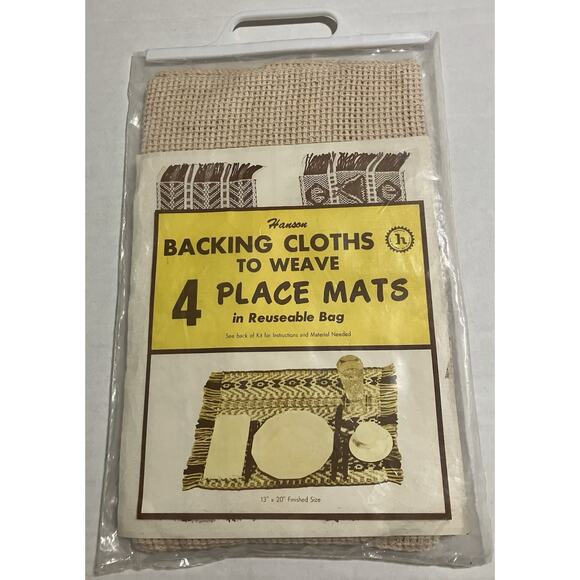 Hanson
BACKING CLOTHS
TO WEAVE
h
4 PLACE MATS
in Reuseable Bag
See back of Kit for Instructions and Material Needed
13" x 20" Finished Size